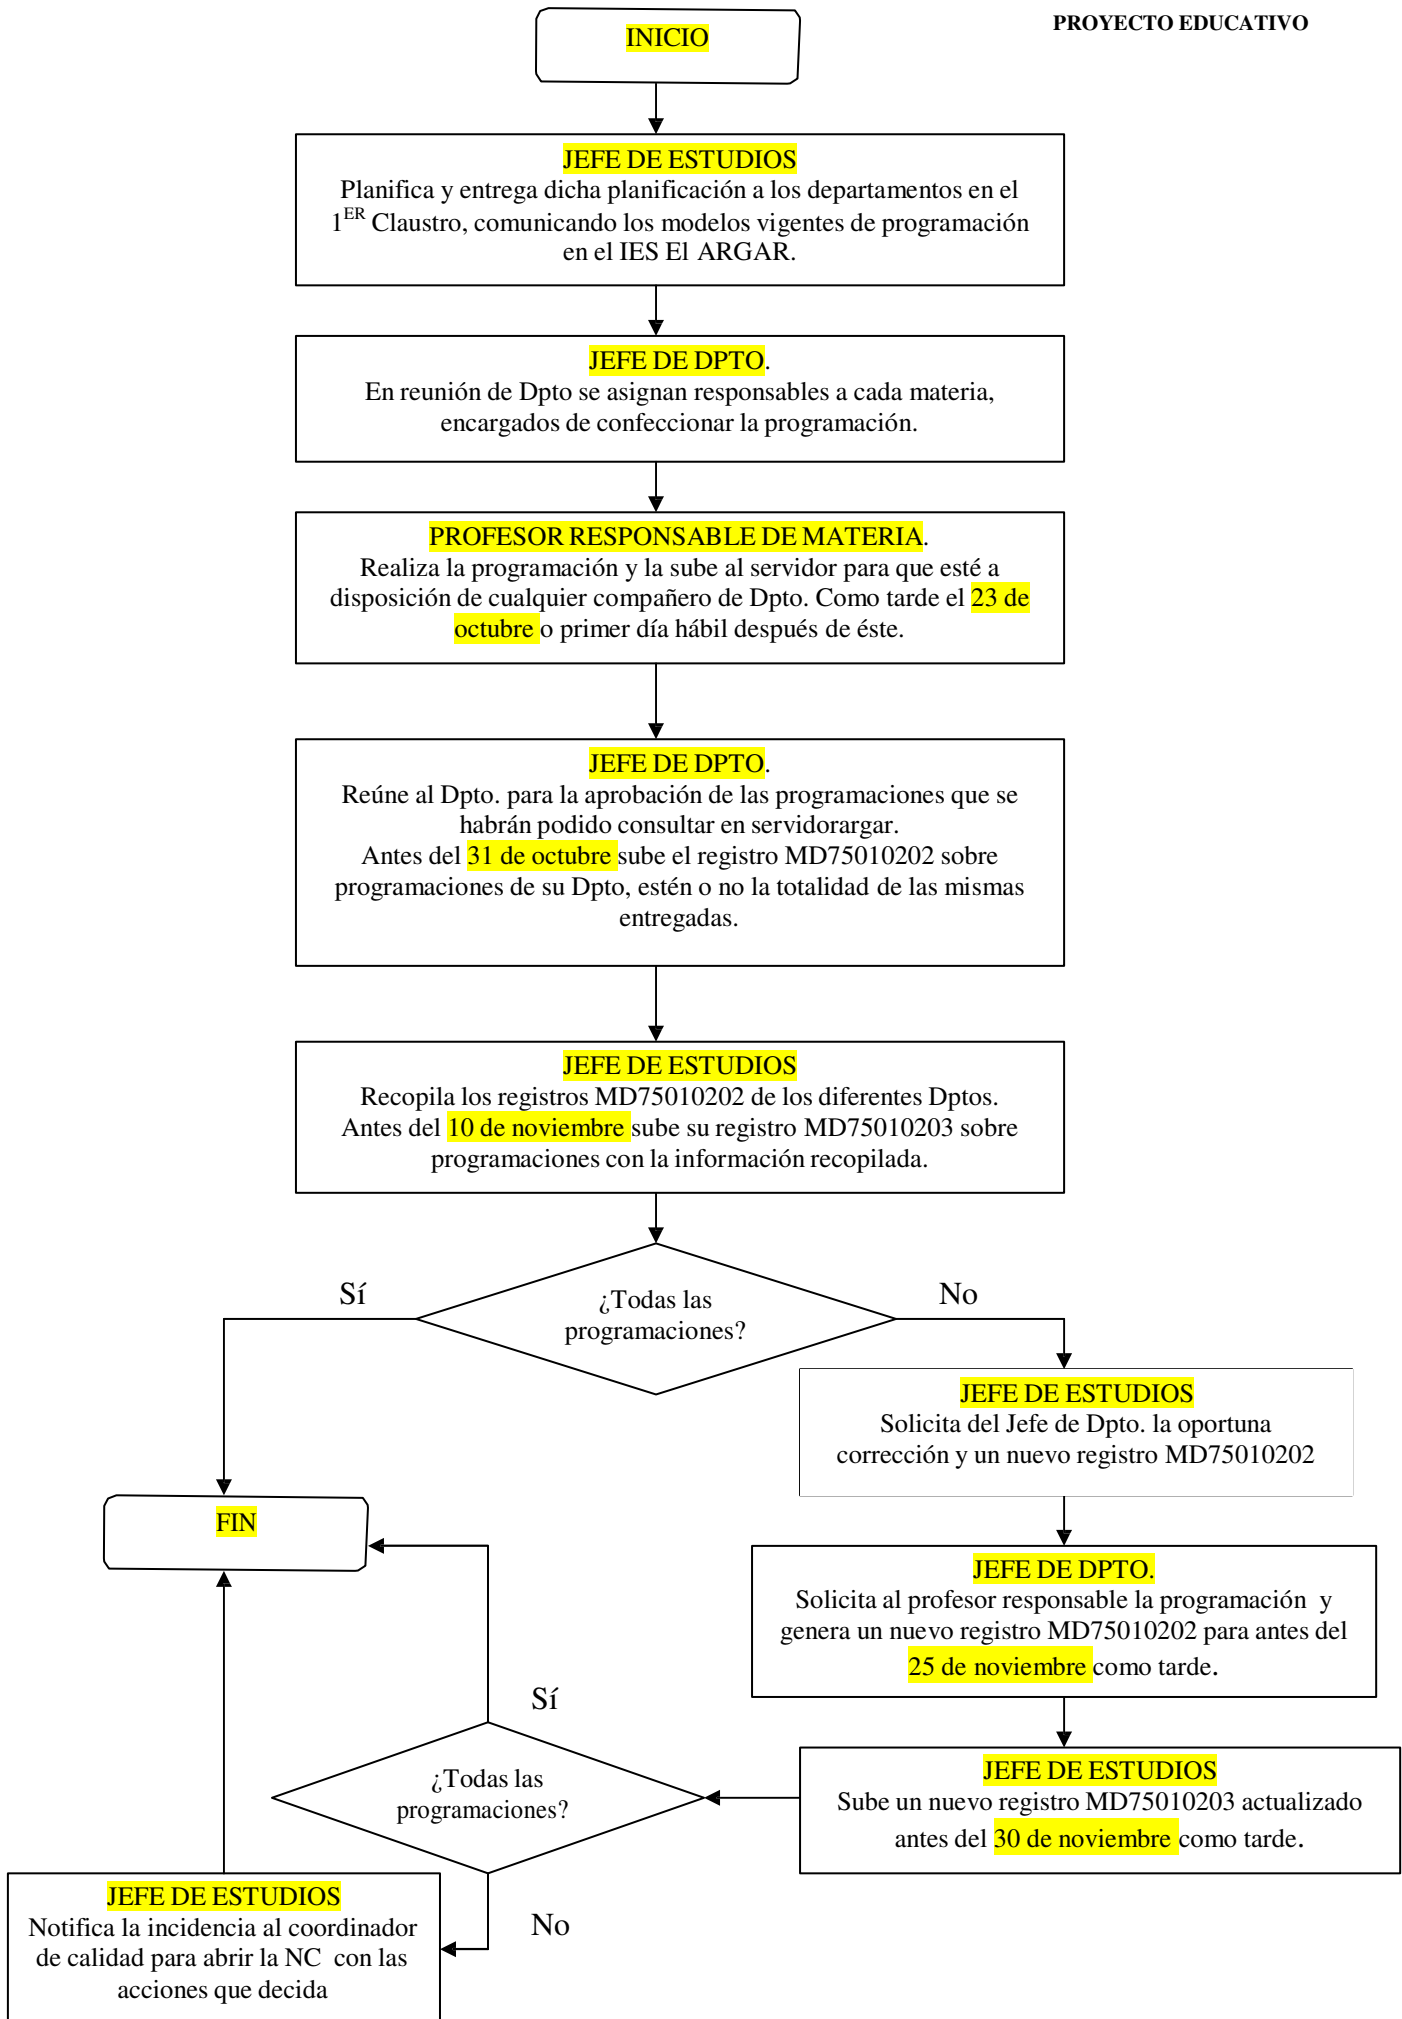 PROYECTO EDUCATIVO
INICIO
JEFE DE ESTUDIOS
Planifica y entrega dicha planificación a los departamentos en el
1ER Claustro, comunicando los modelos vigentes de programación
en el IES El ARGAR.
JEFE DE DPTO.
En reunión de Dpto se asignan responsables a cada materia,
encargados de confeccionar la programación.
PROFESOR RESPONSABLE DE MATERIA.
Realiza la programación y la sube al servidor para que esté a
disposición de cualquier compañero de Dpto. Como tarde el 23 de
octubre o primer día hábil después de éste.
JEFE DE DPTO.
Reúne al Dpto. para la aprobación de las programaciones que se
habrán podido consultar en servidorargar.
Antes del 31 de octubre sube el registro MD75010202 sobre
programaciones de su Dpto, estén o no la totalidad de las mismas
entregadas.
JEFE DE ESTUDIOS
Recopila los registros MD75010202 de los diferentes Dptos.
Antes del 10 de noviembre sube su registro MD75010203 sobre
programaciones con la información recopilada.
Sí
¿Todas las
programaciones?
No
JEFE DE ESTUDIOS
Solicita del Jefe de Dpto. la oportuna
corrección y un nuevo registro MD75010202
FIN
JEFE DE DPTO.
Solicita al profesor responsable la programación y
genera un nuevo registro MD75010202 para antes del
25 de noviembre como tarde.
Sí
¿Todas las
programaciones?
JEFE DE ESTUDIOS
Sube un nuevo registro MD75010203 actualizado
antes del 30 de noviembre como tarde.
No
JEFE DE ESTUDIOS
Notifica la incidencia al coordinador
de calidad para abrir la NC con las
acciones que decida